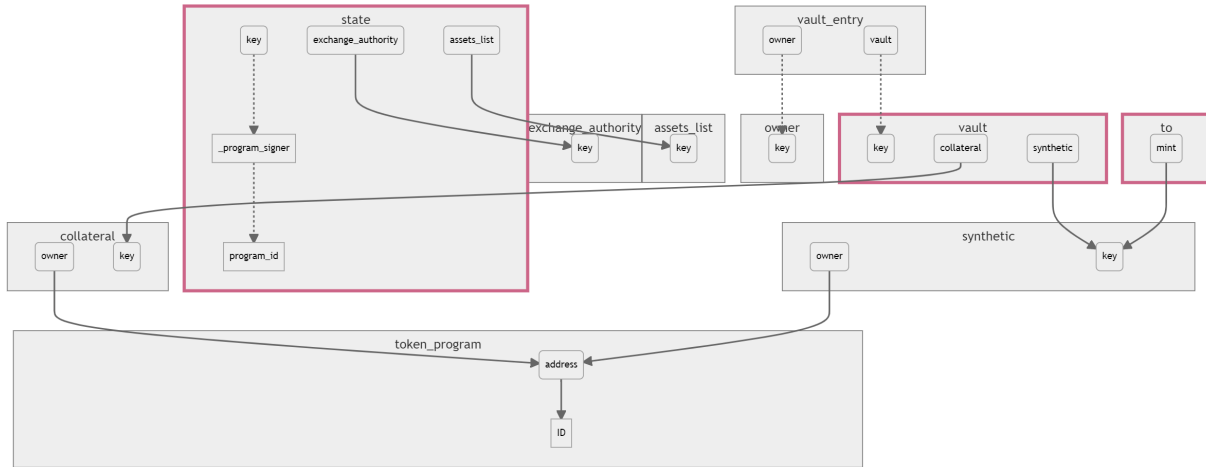 state
key
exchange_authority
assets_list
_program_signer
program_id
vault_entry
owner
vault
exchange_authority
key
assets_list
key
owner
key
vault
key
collateral
synthetic
to
mint
collateral
owner
key
synthetic
owner
key
token_program
address
ID